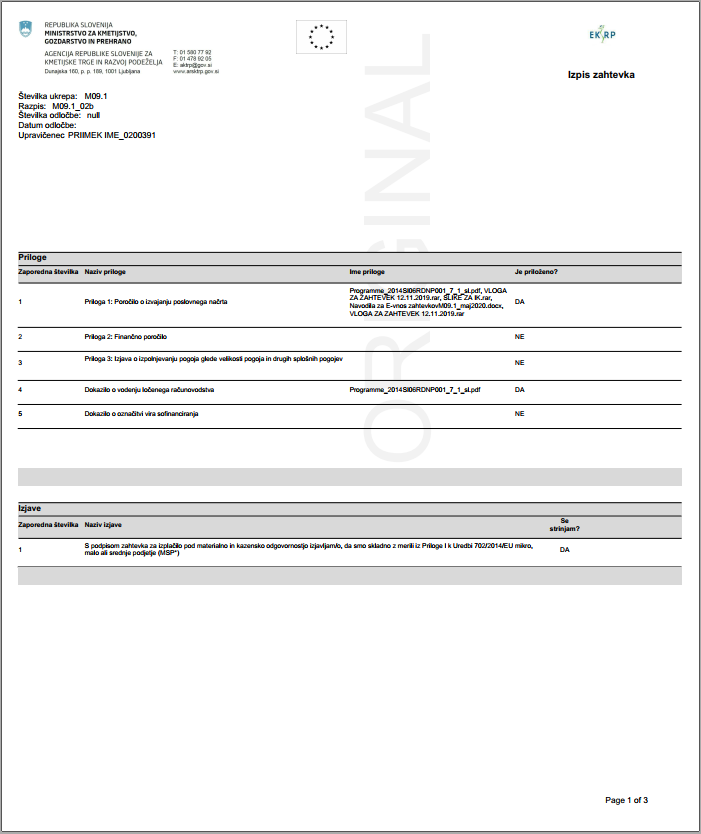 REPUBLIKA SLOVENIJA
MINISTRSTVO ZA KMETIJSTVO,
GOZDARSTVO IN PREHRANO
AGENCIJA REPUBLIKE SLOVENIJE ZA
KMETIJSKE TRGE IN RAZVOJ PODEŽELJA
Dunajska 160, p. p. 189, 1001 Ljubljana
T: 01 580 77 92
F: 01 478 92 05
E: aktrp@gov.si
www.arsktrp.gov.si
EKSRP
Izpis zahtevka
Številka ukrepa: M09.1
Razpis: M09.1_02b
Številka odločbe: null
Datum odločbe:
Upravičenec PRIIMEK IME_0200391
ORIGINAL
Priloge
Zaporedna številka Naziv priloge Ime priloge Je priloženo?
1 Priloga 1: Poročilo o izvajanju poslovnega načrta Programme_2014SI06RDNP001_7_1_sl.pdf, VLOGA
ZA ZAHTEVEK 12.11.2019.rar, SLIKE ZA IK.rar,
Navodila za E-vnos zahtevkovM09.1_maj2020.docx,
VLOGA ZA ZAHTEVEK 12.11.2019.rar DA
2 Priloga 2: Finančno poročilo NE
3 Priloga 3: Izjava o izpolnjevanju pogoja glede velikosti pogoja in drugih splošnih pogojev NE
4 Dokazilo o vodenju ločenega računovodstva Programme_2014SI06RDNP001_7_1_sl.pdf DA
5 Dokazilo o označitvi vira sofinanciranja NE
Izjave
Zaporedna številka Naziv izjave Se
strinjam?
1 S podpisom zahtevka za izplačilo pod materialno in kazensko odgovornostjo izjavljam/o, da smo skladno z merili iz Priloge I k Uredbi 702/2014/EU mikro,
malo ali srednje podjetje (MSP*) DA
Page 1 of 3